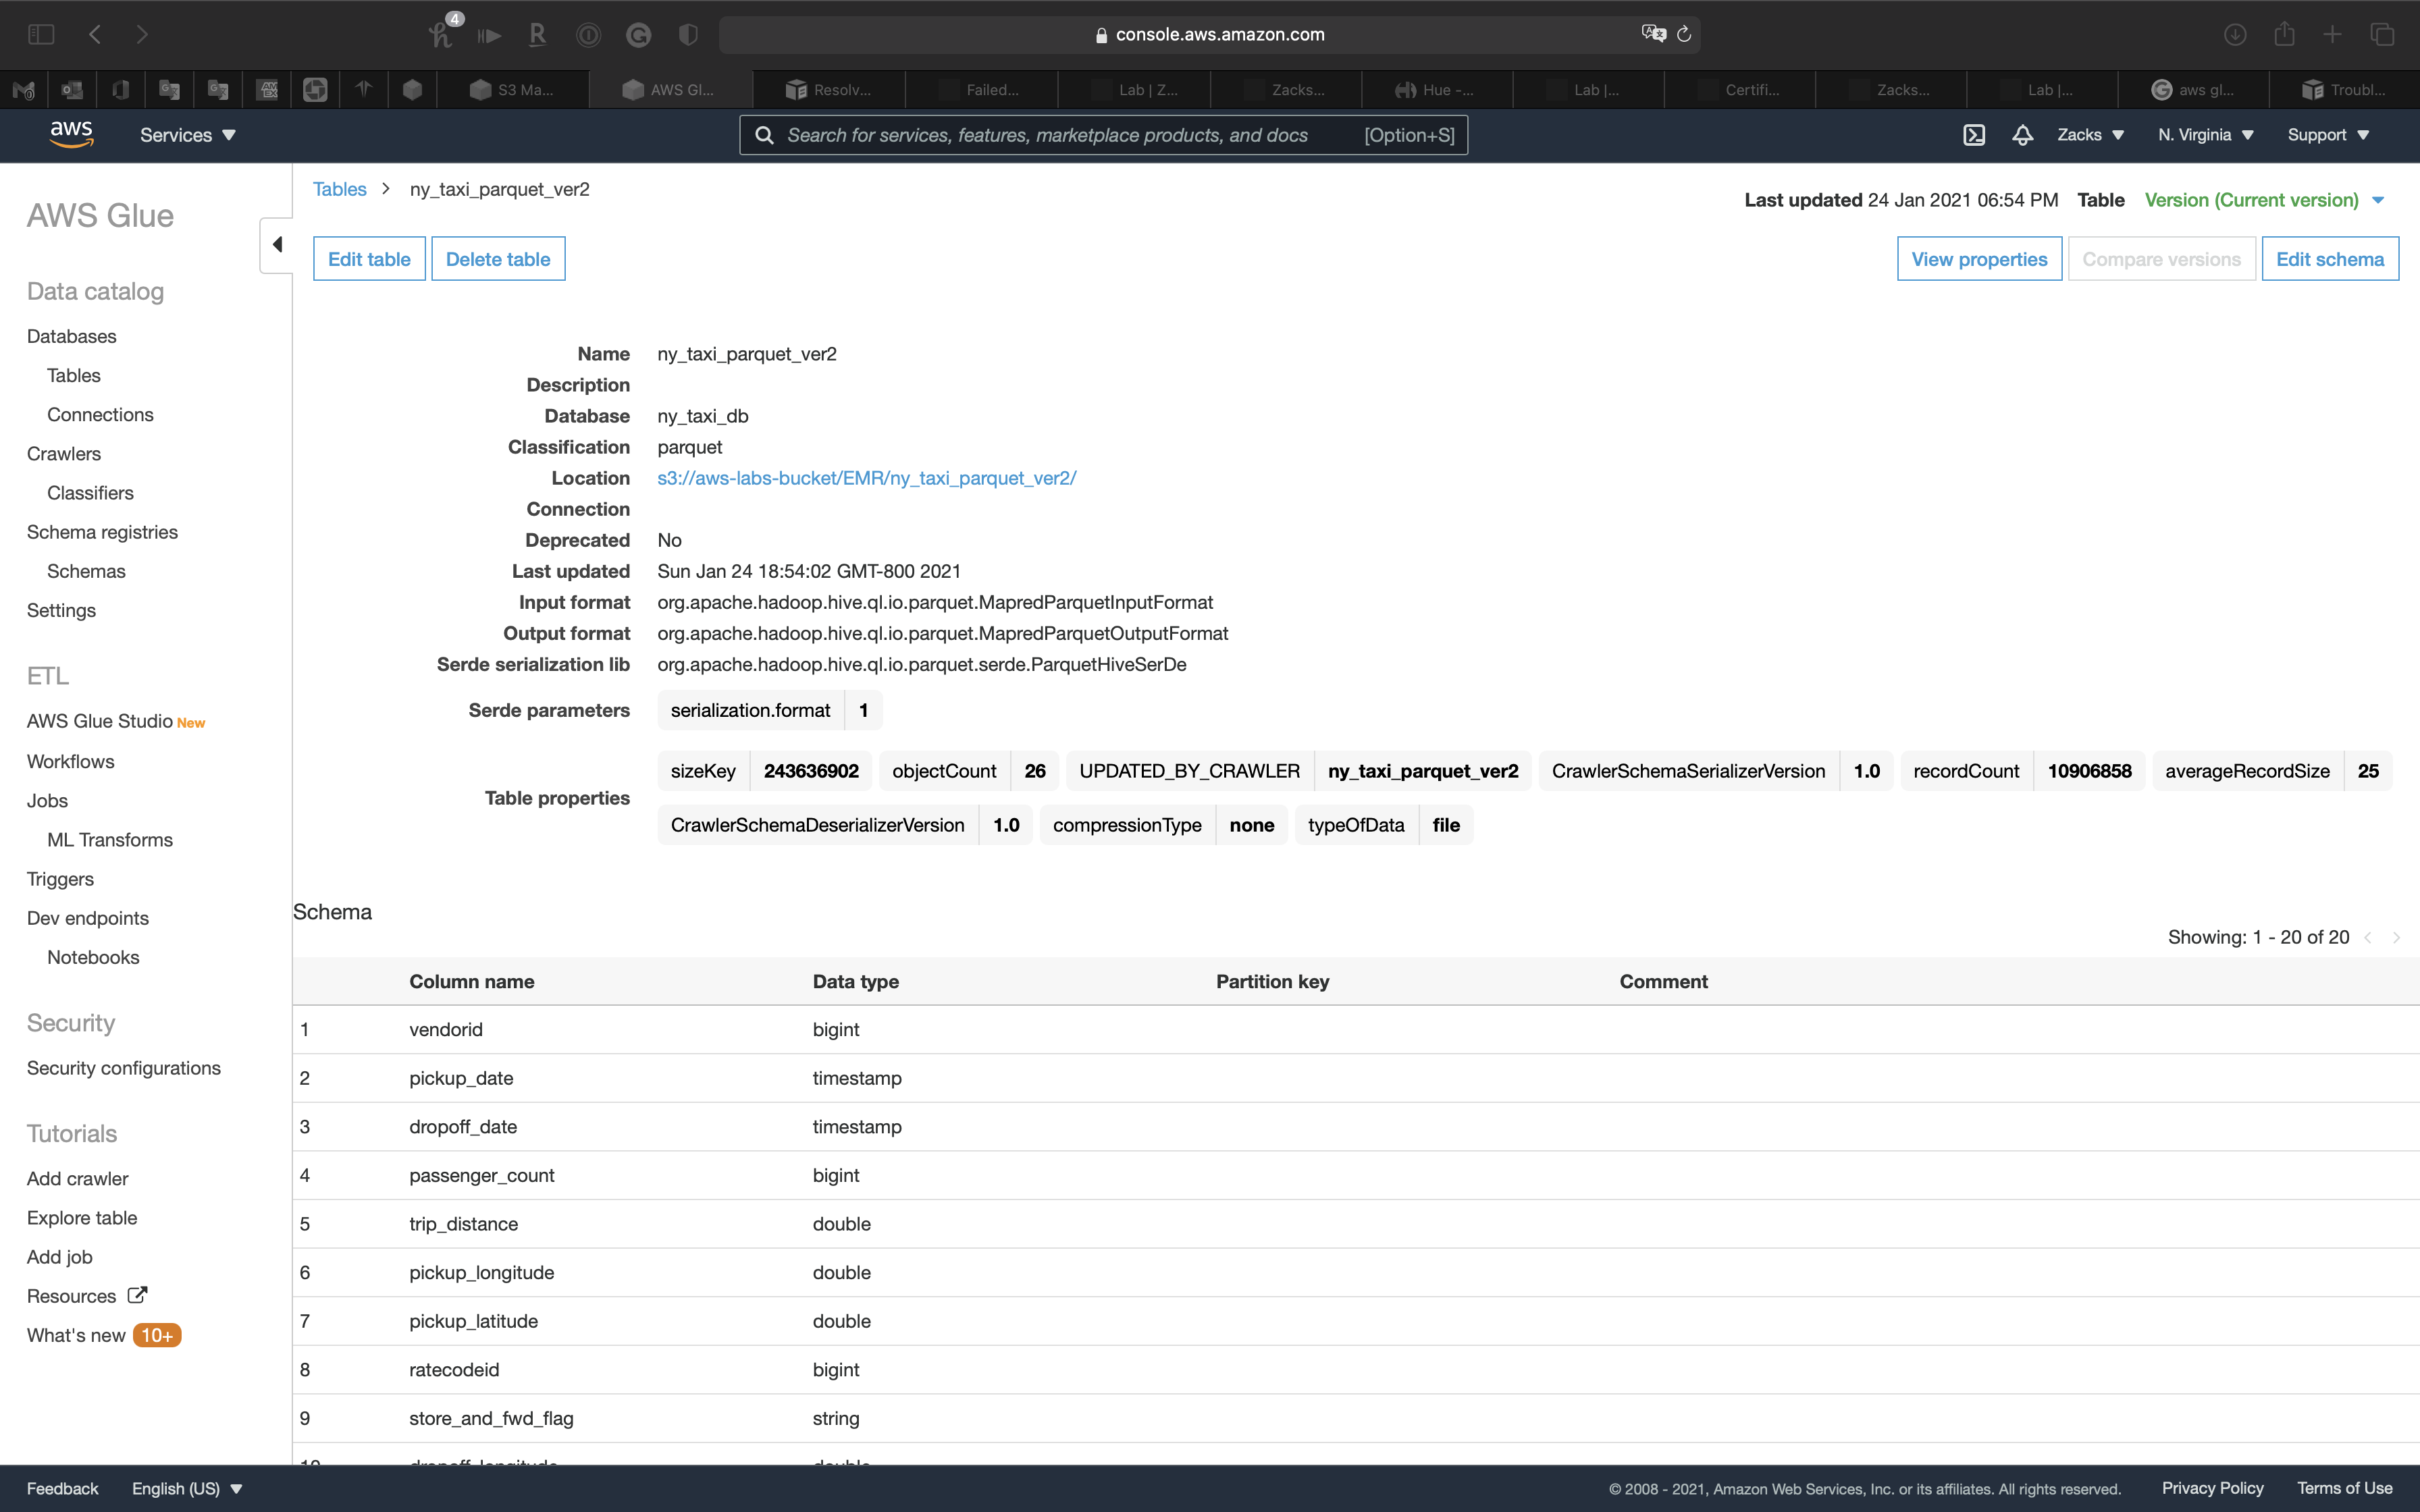 4
console.aws.amazon.com
S3 Ma...
AWS Gl...
Resolv...
Failed...
Lab | Z...
Zacks...
Hue -...
Lab |...
Certifi...
Zacks...
Lab |...
aws gl...
Troubl...
aws Services
Search for services, features, marketplace products, and docs [Option+S]
Zacks N. Virginia Support
AWS Glue
Data catalog
Databases
Tables
Connections
Crawlers
Classifiers
Schema registries
Schemas
Settings
ETL
AWS Glue Studio New
Workflows
Jobs
ML Transforms
Triggers
Dev endpoints
Notebooks
Security
Security configurations
Tutorials
Add crawler
Explore table
Add job
Resources
What's new 10+
Tables > ny_taxi_parquet_ver2
Last updated 24 Jan 2021 06:54 PM Table Version (Current version)
Edit table Delete table
View properties Compare versions Edit schema
Name ny_taxi_parquet_ver2
Description
Database ny_taxi_db
Classification parquet
Location s3://aws-labs-bucket/EMR/ny_taxi_parquet_ver2/
Connection
Deprecated No
Last updated Sun Jan 24 18:54:02 GMT-800 2021
Input format org.apache.hadoop.hive.ql.io.parquet.MapredParquetInputFormat
Output format org.apache.hadoop.hive.ql.io.parquet.MapredParquetOutputFormat
Serde serialization lib org.apache.hadoop.hive.ql.io.parquet.serde.ParquetHiveSerDe
Serde parameters serialization.format 1
Table properties
sizeKey 243636902 objectCount 26 UPDATED_BY_CRAWLER ny_taxi_parquet_ver2 CrawlerSchemaSerializerVersion 1.0 recordCount 10906858 averageRecordSize 25
CrawlerSchemaDeserializerVersion 1.0 compressionType none typeOfData file
Schema
Showing: 1 - 20 of 20 < >
Column name Data type Partition key Comment
1 vendorid bigint
2 pickup_date timestamp
3 dropoff_date timestamp
4 passenger_count bigint
5 trip_distance double
6 pickup_longitude double
7 pickup_latitude double
8 ratecodeid bigint
9 store_and_fwd_flag string
10 dropoff_longitude double
Feedback English (US)
© 2008 - 2021, Amazon Web Services, Inc. or its affiliates. All rights reserved. Privacy Policy Terms of Use